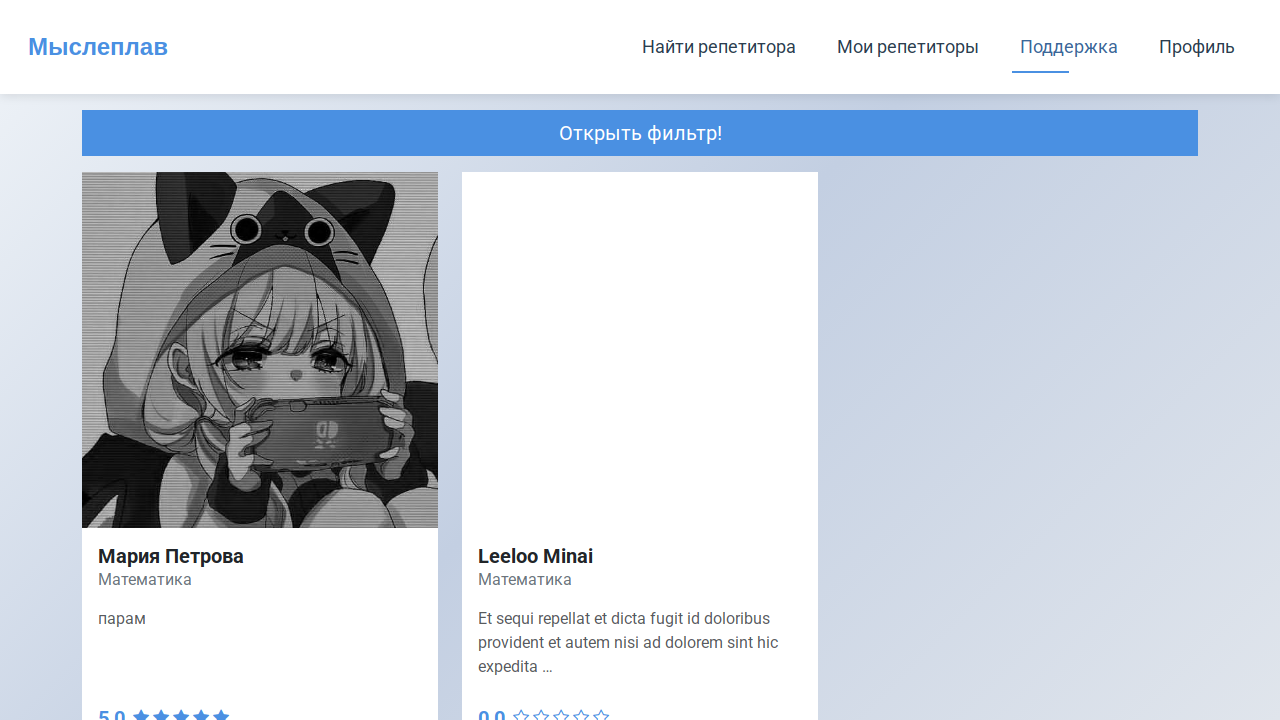 Мыслеплав
Найти репетитора
Мои репетиторы
Поддержка
Профиль
Открыть фильтр!
Мария Петрова
Математика
парам
5.0
Leeloo Minai
Математика
Et sequi repellat et dicta fugit id doloribus
provident et autem nisi ad dolorem sint hic
expedita ...
0.0